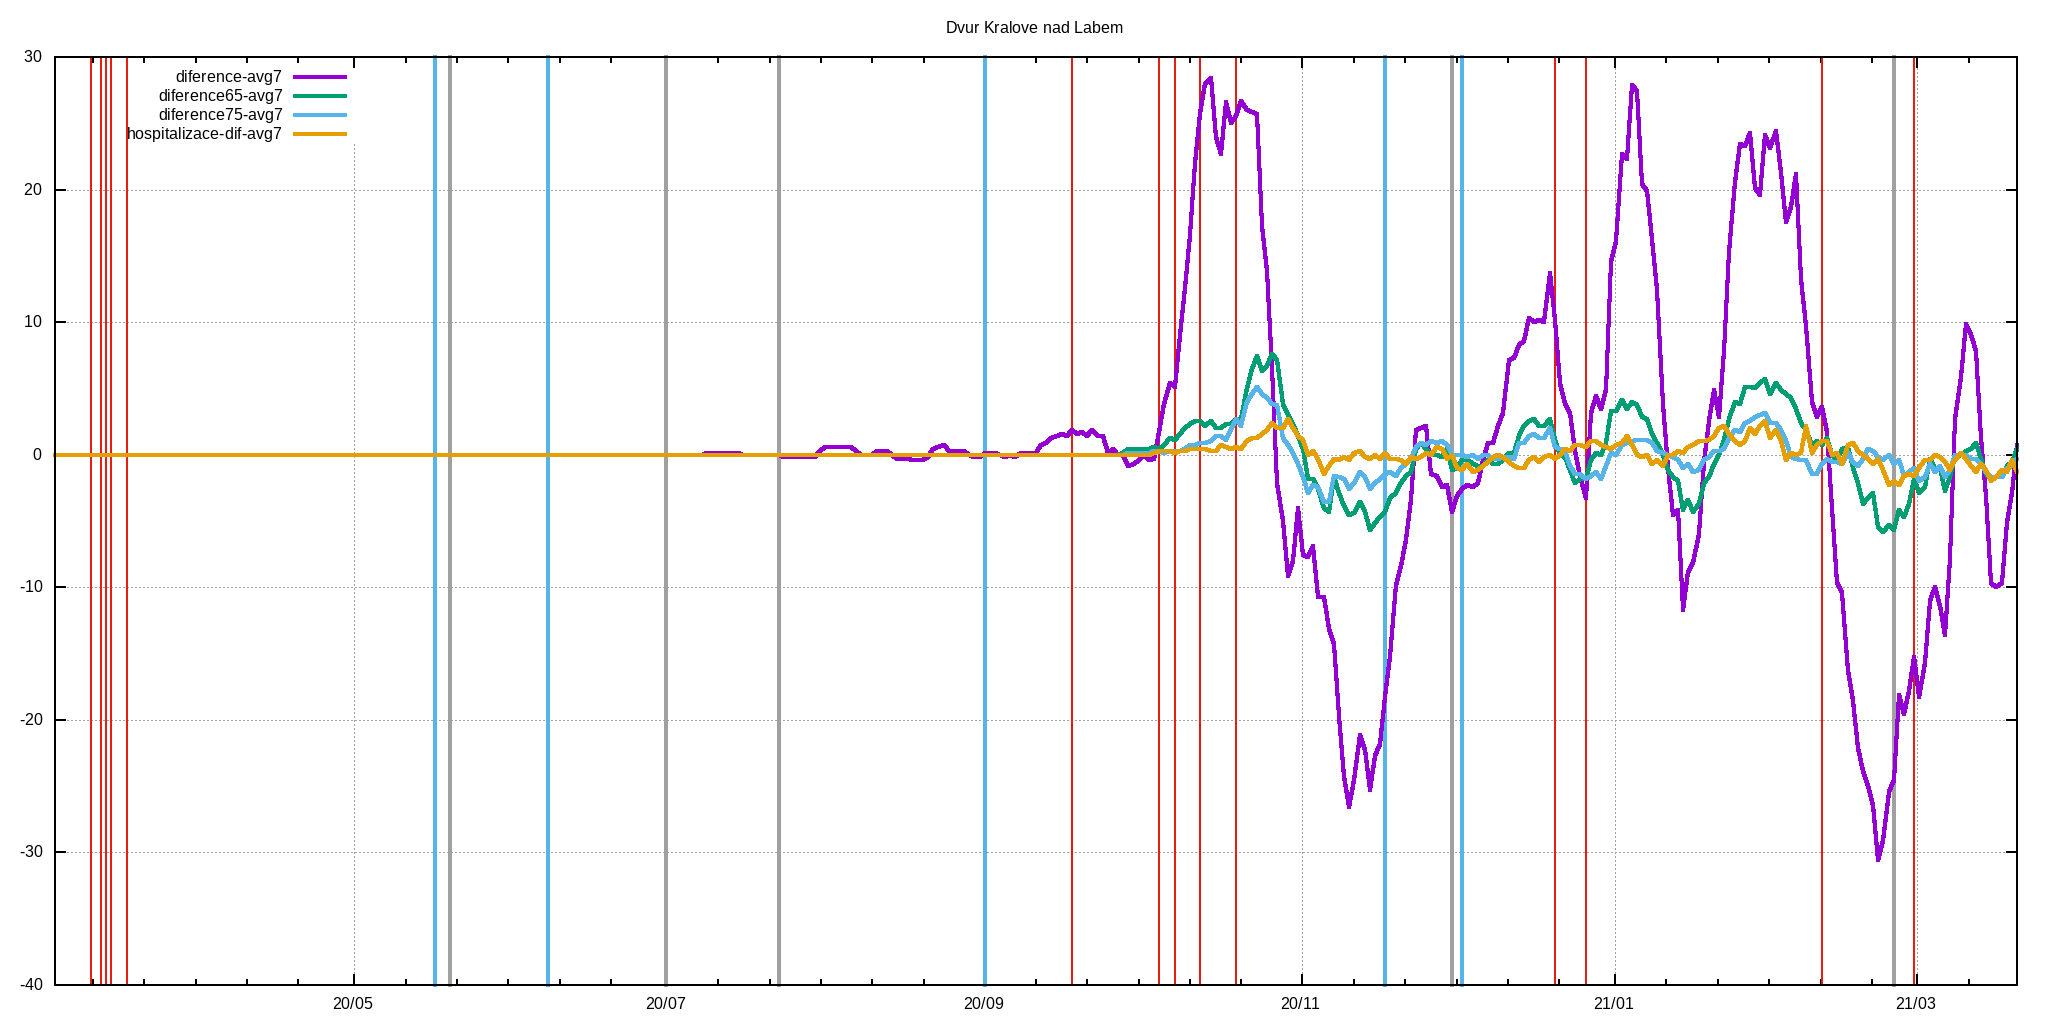 Dvur Kralove nad Labem
diference-avg7
diference65-avg7
diference75-avg7
hospitalizace-dif-avg7
30
20
10
0
-10
-20
-30
-40
20/05
20/07
20/09
20/11
21/01
21/03